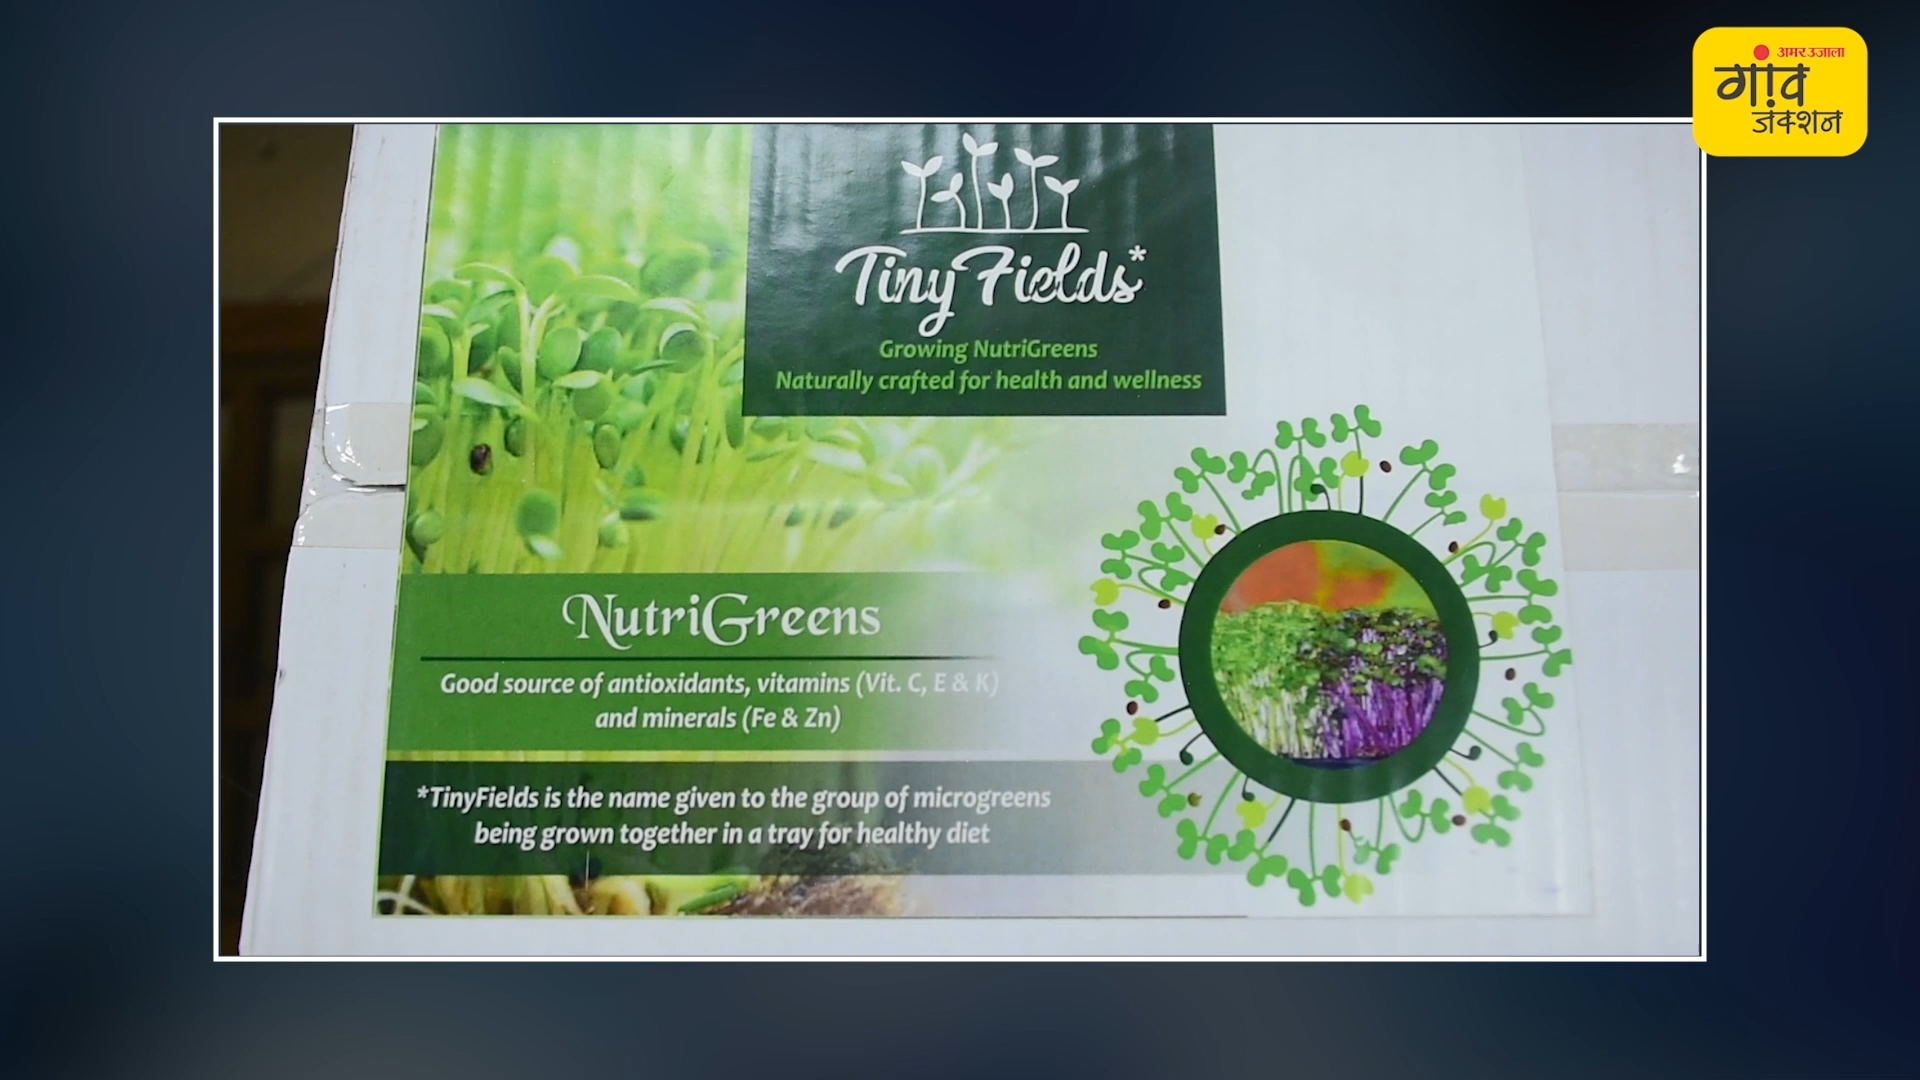 अमर उजाला
गांव
जंक्शन
Tiny Fields*
Growing NutriGreens
Naturally crafted for health and wellness
NutriGreens
Good source of antioxidants, vitamins (Vit. C, E & K)
and minerals (Fe & Zn)
*TinyFields is the name given to the group of microgreens
being grown together in a tray for healthy diet